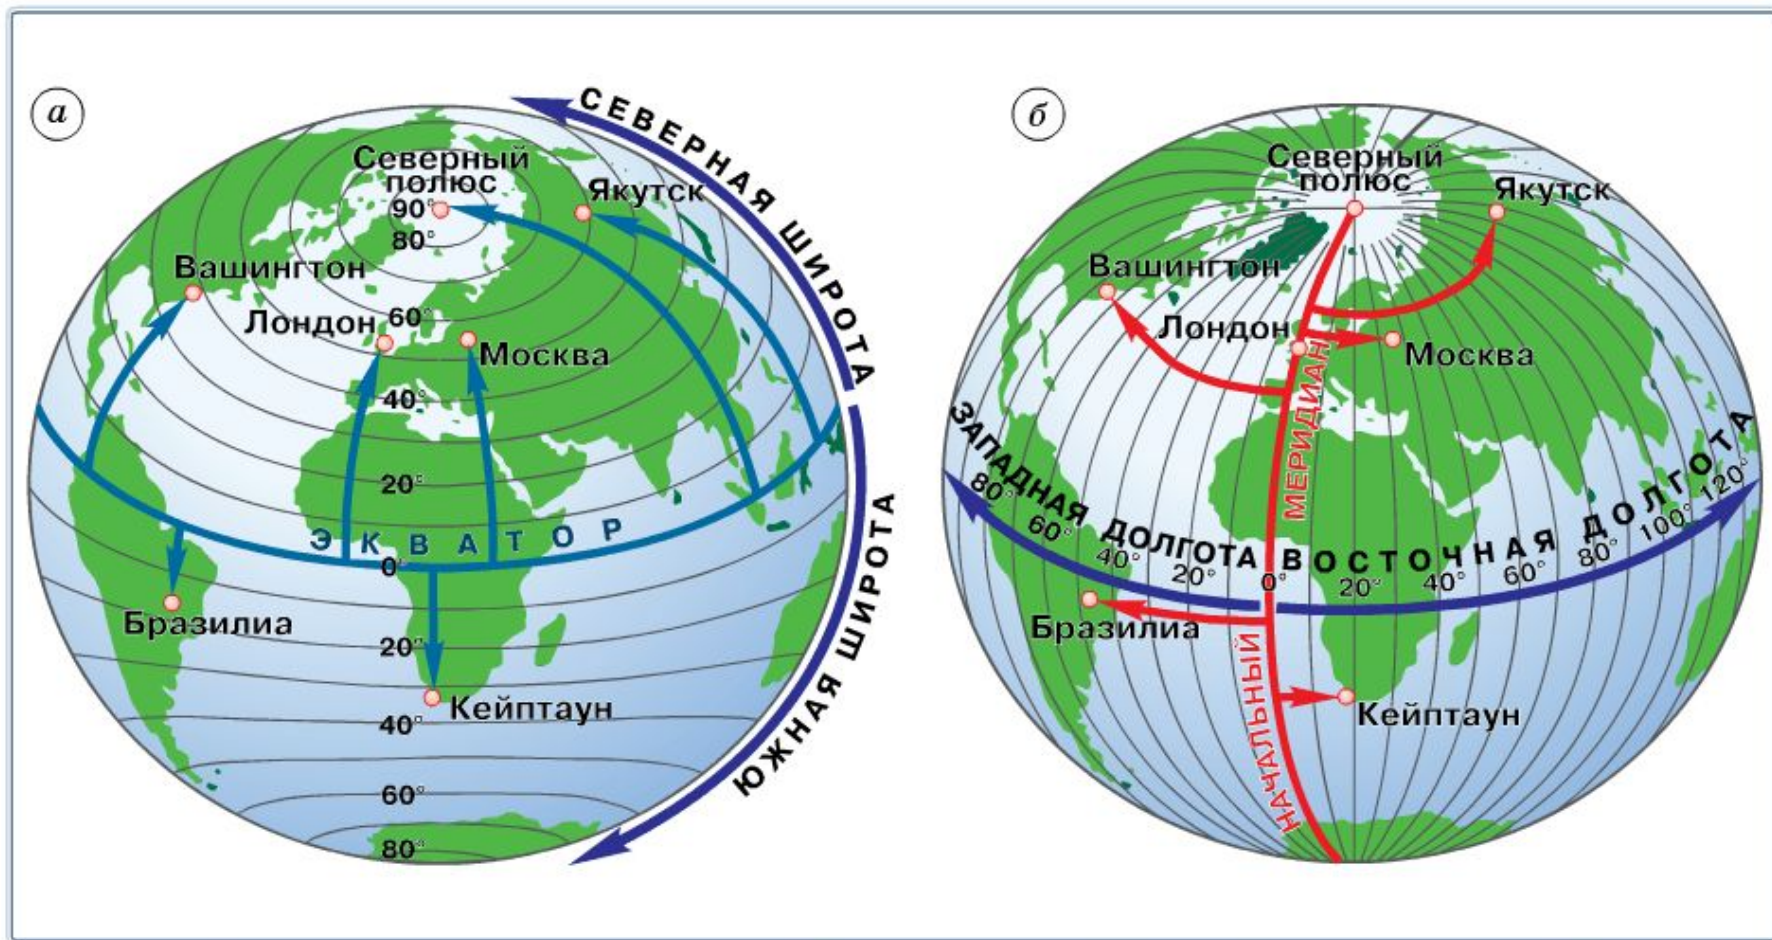 а
СЕВЕРНАЯ ШИРОТА
Северный
полюс
Якутск
90°
80°
Вашингтон
60°
Лондон
Москва
40°
20°
ЭКВАТОР
0°
Бразилиа
20°
Кейптаун
40°
ЮЖНАЯ ШИРОТА
60°
80°
б
Северный
полюс
Якутск
Вашингтон
Лондон
Москва
НАЧАЛЬНЫЙ МЕРИДИАН
ЗАПАДНАЯ ДОЛГОТА
ВОСТОЧНАЯ ДОЛГОТА
80° 60° 40° 20° 0° 20° 40° 60° 80° 100° 120°
Бразилиа
Кейптаун